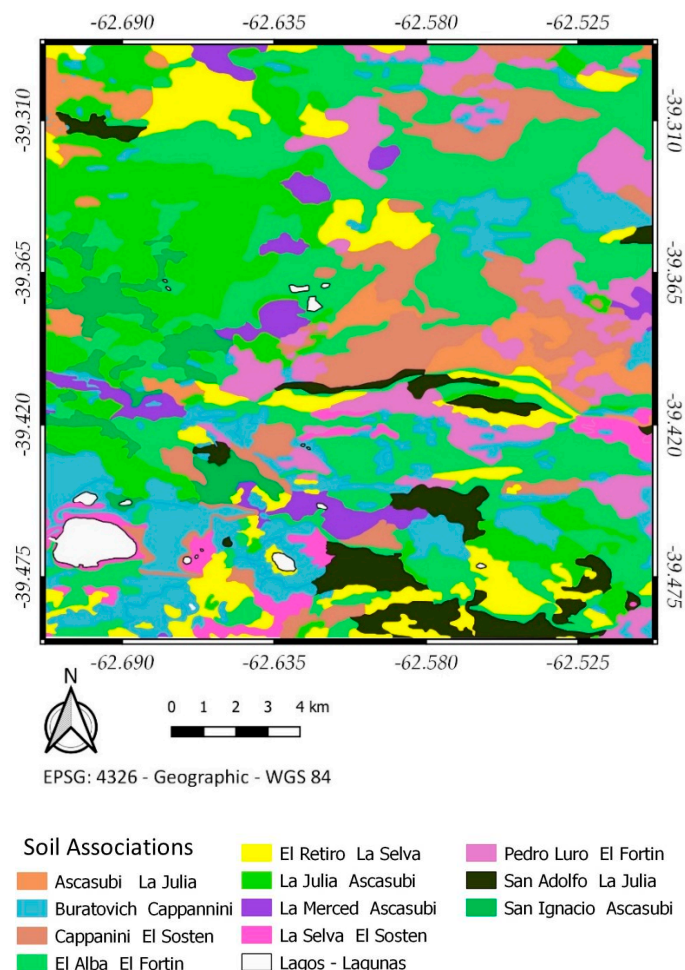 -62.690 -62.635 -62.580 -62.525
-39.310 -39.310
-39.365 -39.365
-39.420 -39.420
-39.475 -39.475
-62.690 -62.635 -62.580 -62.525
N
0 1 2 3 4 km
EPSG: 4326 - Geographic - WGS 84
Soil Associations
Ascasubi La Julia
Buratovich Cappannini
Cappanini El Sosten
El Alba El Fortin
El Retiro La Selva
La Julia Ascasubi
La Merced Ascasubi
La Selva El Sosten
Lagos - Lagunas
Pedro Luro El Fortin
San Adolfo La Julia
San Ignacio Ascasubi